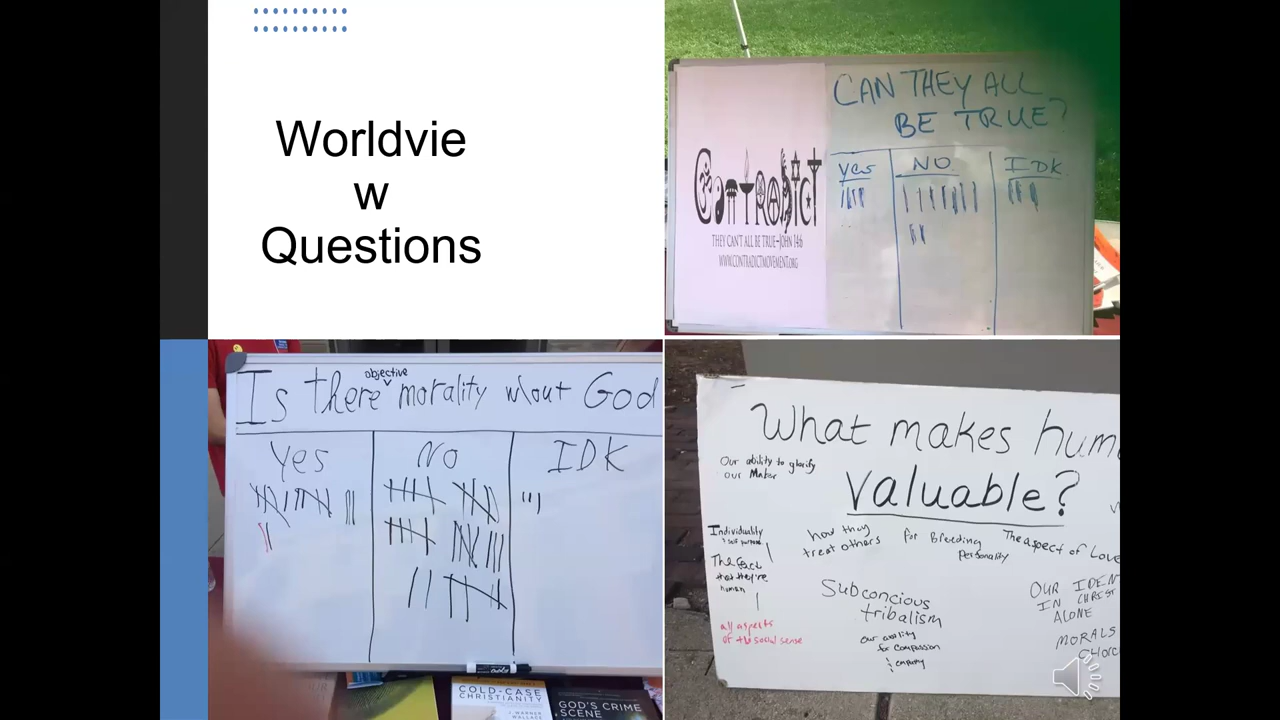 Worldvie
w
Questions
CAN THEY ALL
BE TRUE?
YES NO IDK
Contradict
THEY CAN'T ALL BE TRUE-JOHN 14:6
WWW.CONTRADICTMOVEMENT.ORG
objective
Is there morality w\out God
Yes No IDK
COLD-CASE
CHRISTIANITY
J. WARNER
WALLACE
GOD'S CRIME
SCENE
What makes hum
valuable?
Our ability to glorify
our Maker
Individuality
+ self purpose
The fact
that they're
human
all aspects
of the social sense
how they
treat others
for Breeding
personality
The aspect of Love
Subconcious
tribalism
our ability
for compassion
empathy
OUR IDEN
IN CHRIST
ALONE
MORALS